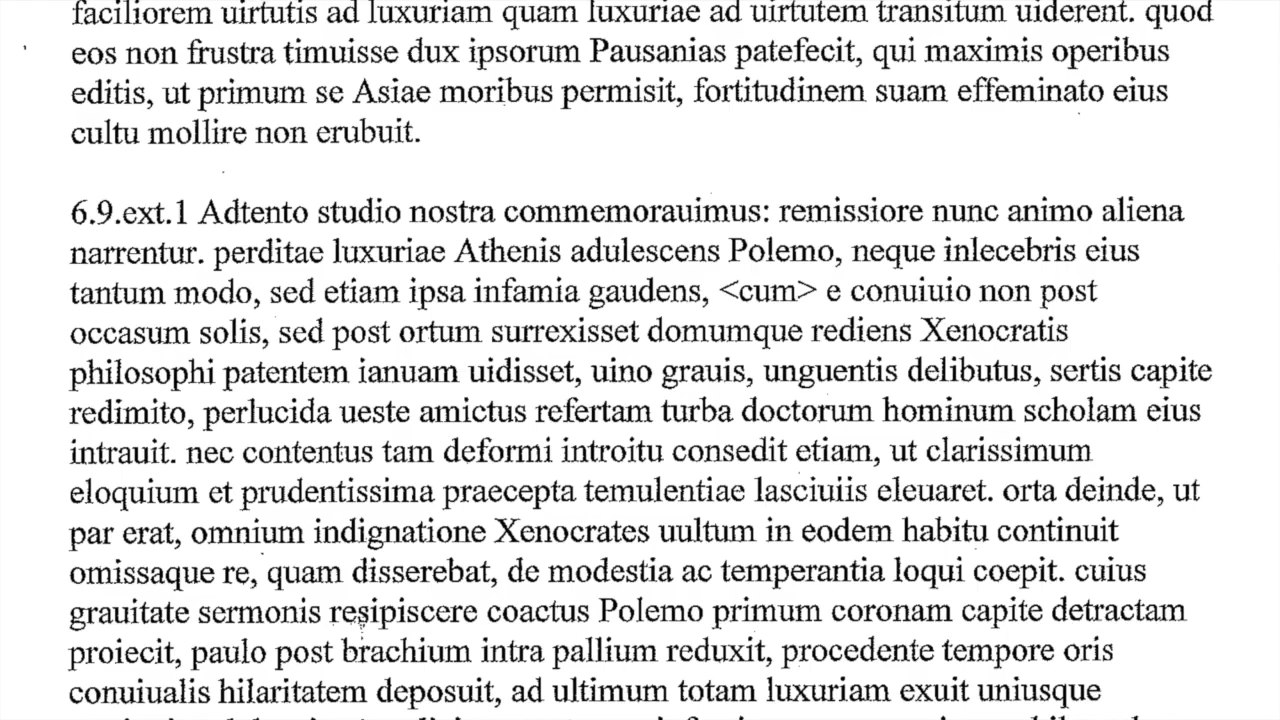 faciliorem uirtutis ad luxuriam quam luxuriae ad uirtutem transitum uiderent. quod
eos non frustra timuisse dux ipsorum Pausanias patefecit, qui maximis operibus
editis, ut primum se Asiae moribus permisit, fortitudinem suam effeminato eius
cultu mollire non erubuit.
6.9.ext.1 Adtento studio nostra commemorauimus: remissiore nunc animo aliena
narrentur. perditae luxuriae Athenis adulescens Polemo, neque inlecebris eius
tantum modo, sed etiam ipsa infamia gaudens, <cum> e conuiuio non post
occasum solis, sed post ortum surrexisset domumque rediens Xenocratis
philosophi patentem ianuam uidisset, uino grauis, unguentis delibutus, sertis capite
redimito, perlucida ueste amictus refertam turba doctorum hominum scholam eius
intrauit. nec contentus tam deformi introitu consedit etiam, ut clarissimum
eloquium et prudentissima praecepta temulentiae lasciuiis eleuaret. orta deinde, ut
par erat, omnium indignatione Xenocrates uultum in eodem habitu continuit
omissaque re, quam disserebat, de modestia ac temperantia loqui coepit. cuius
grauitate sermonis resipiscere coactus Polemo primum coronam capite detractam
proiecit, paulo post brachium intra pallium reduxit, procedente tempore oris
conuiualis hilaritatem deposuit, ad ultimum totam luxuriam exuit uniusque